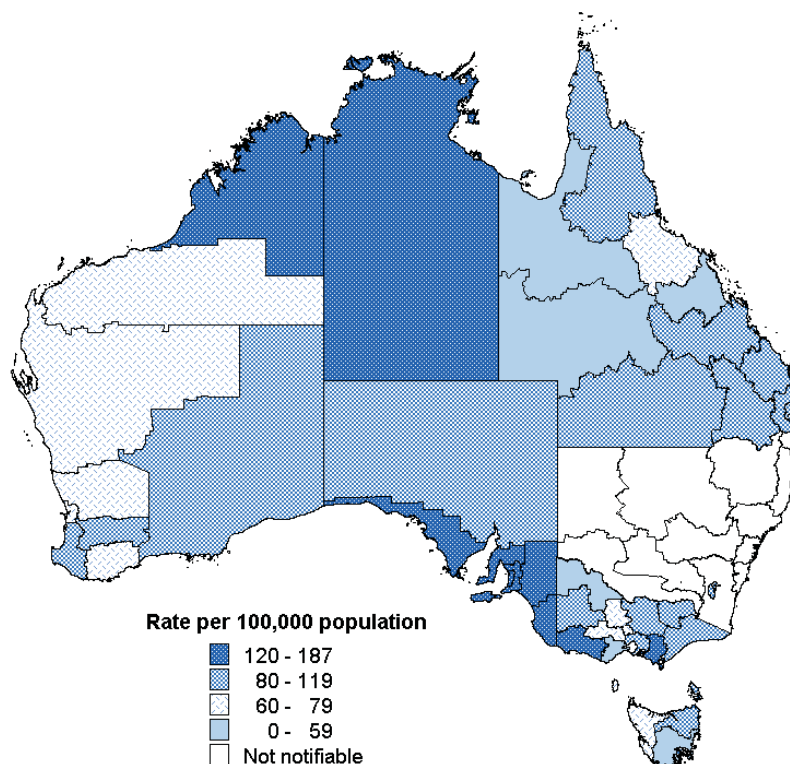 Rate per 100,000 population
120 - 187
80 - 119
60 - 79
0 - 59
Not notifiable